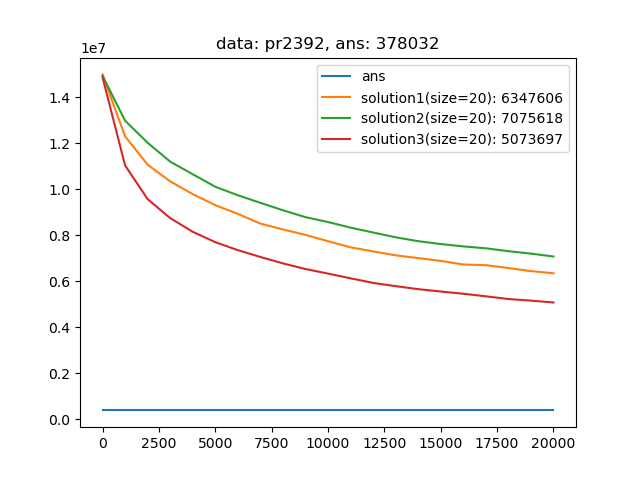 data: pr2392, ans: 378032
1e7
ans
solution1(size=20): 6347606
solution2(size=20): 7075618
solution3(size=20): 5073697
1.4
1.2
1.0
0.8
0.6
0.4
0.2
0.0
0 2500 5000 7500 10000 12500 15000 17500 20000